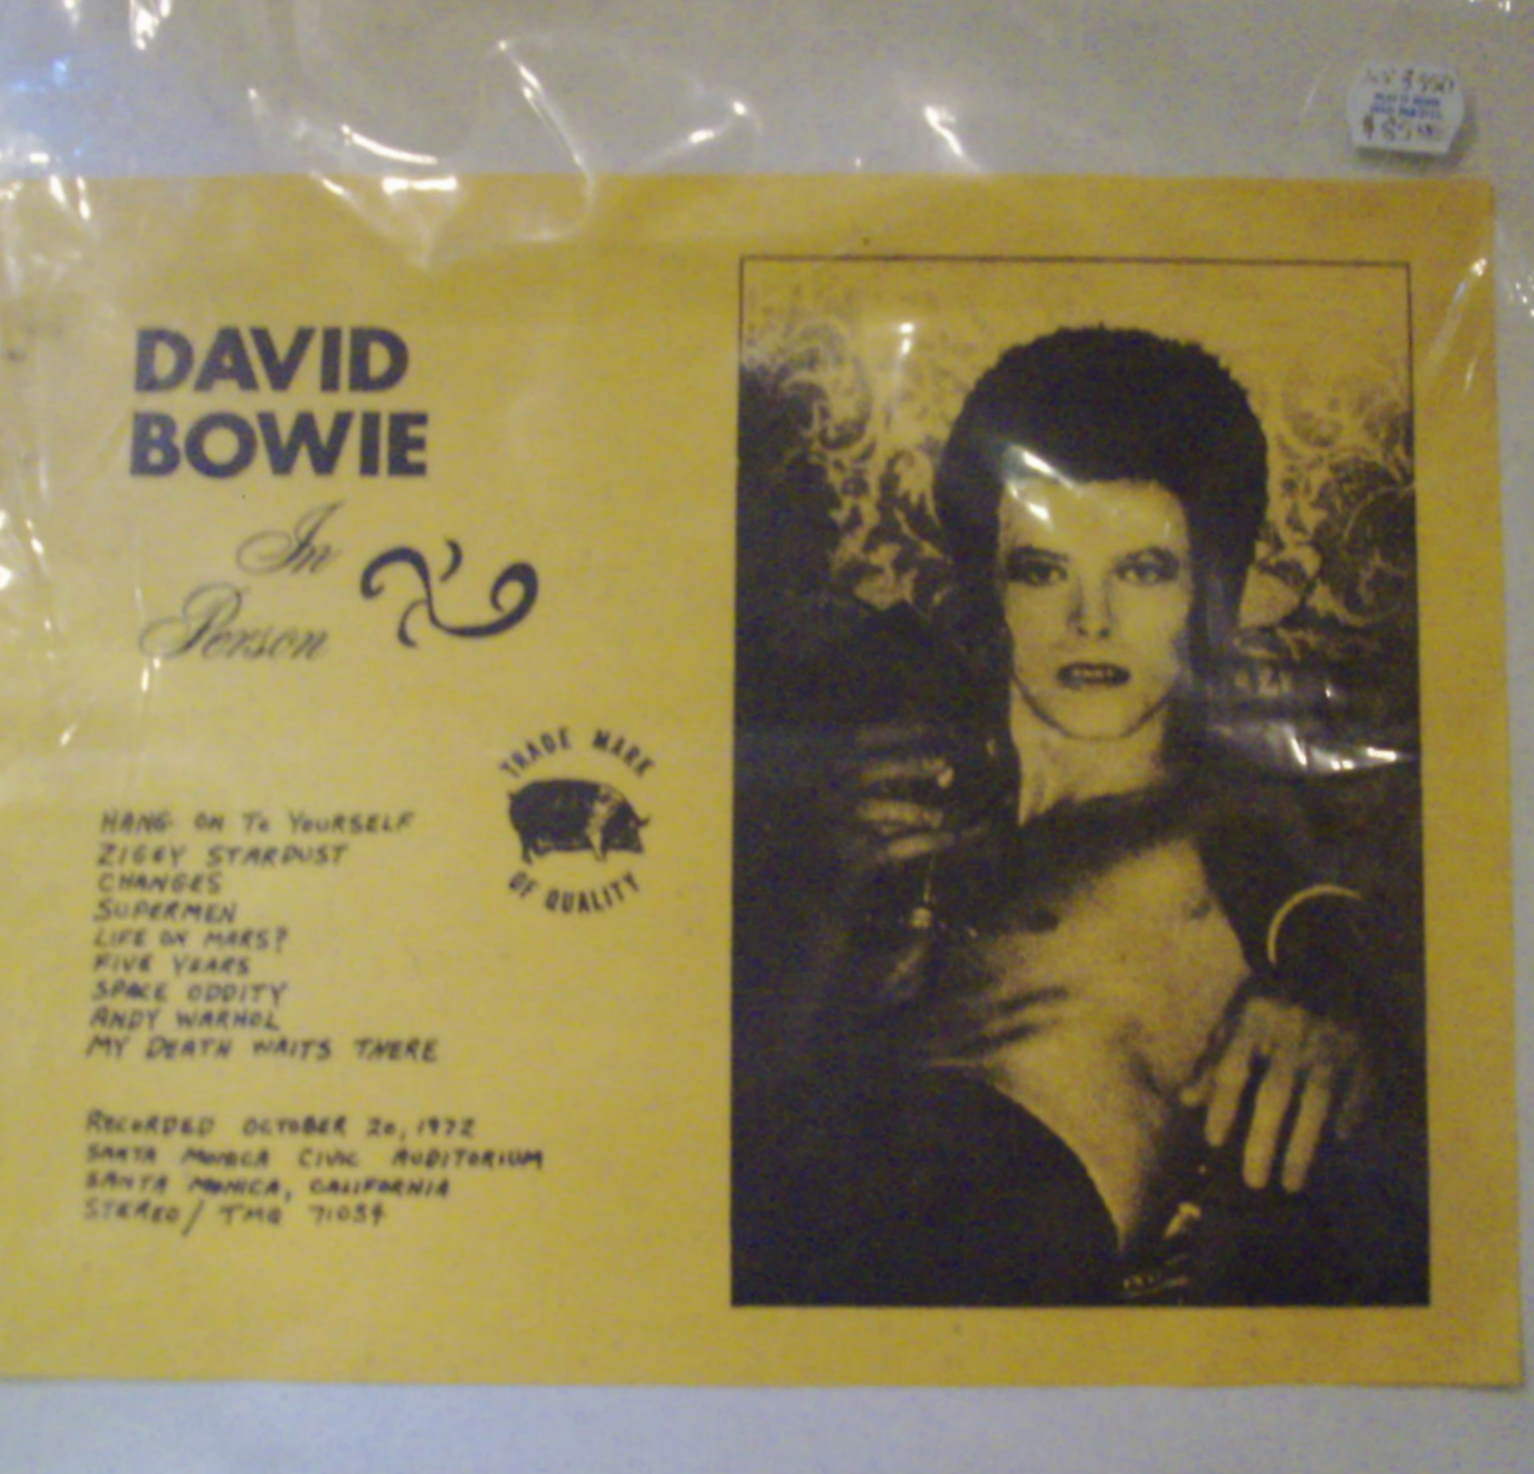 DAVID
BOWIE
In
Person
TRADE MARK
OF QUALITY
HANG ON TO YOURSELF
ZIGGY STARDUST
CHANGES
SUPERMEN
LIFE ON MARS?
FIVE YEARS
SPACE ODDITY
ANDY WARHOL
MY DEATH WAITS THERE
RECORDED OCTOBER 20, 1972
SANTA MONICA CIVIC AUDITORIUM
SANTA MONICA, CALIFORNIA
STEREO/ TMQ